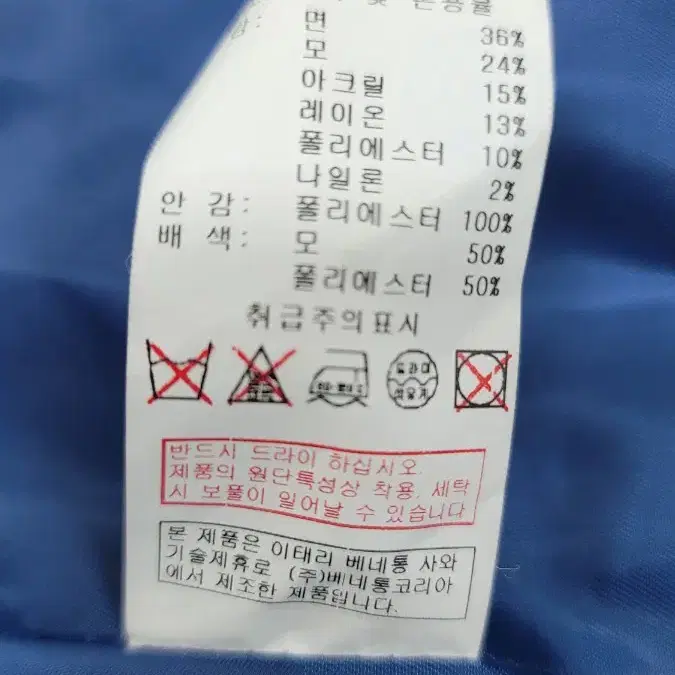 면 36%
모 24%
아크릴 15%
레이온 13%
폴리에스터 10%
나일론 2%
안 감: 폴리에스터 100%
배 색: 모 50%
폴리에스터 50%
취급주의표시
드라이
석유계
반드시 드라이 하십시오.
제품의 원단특성상 착용, 세탁
시 보풀이 일어날 수 있습니다
본 제품은 이태리 베네통 사와
기술제휴로 (주)베네통코리아
에서 제조한 제품입니다.